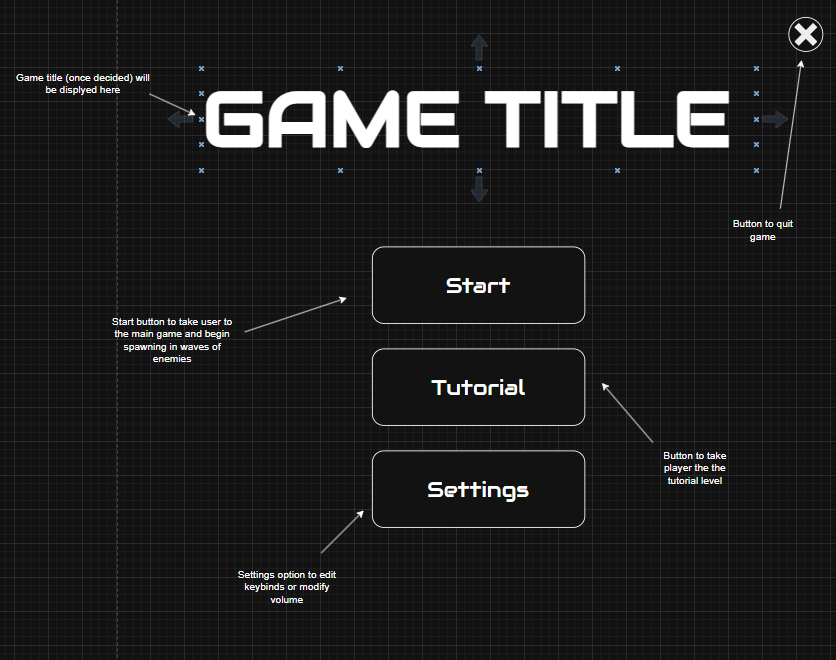 Game title (once decided) will
be displyed here
GAME TITLE
Button to quit
game
Start
Start button to take user to
the main game and begin
spawning in waves of
enemies
Tutorial
Button to take
player the the
tutorial level
Settings
Settings option to edit
keybinds or modify
volume